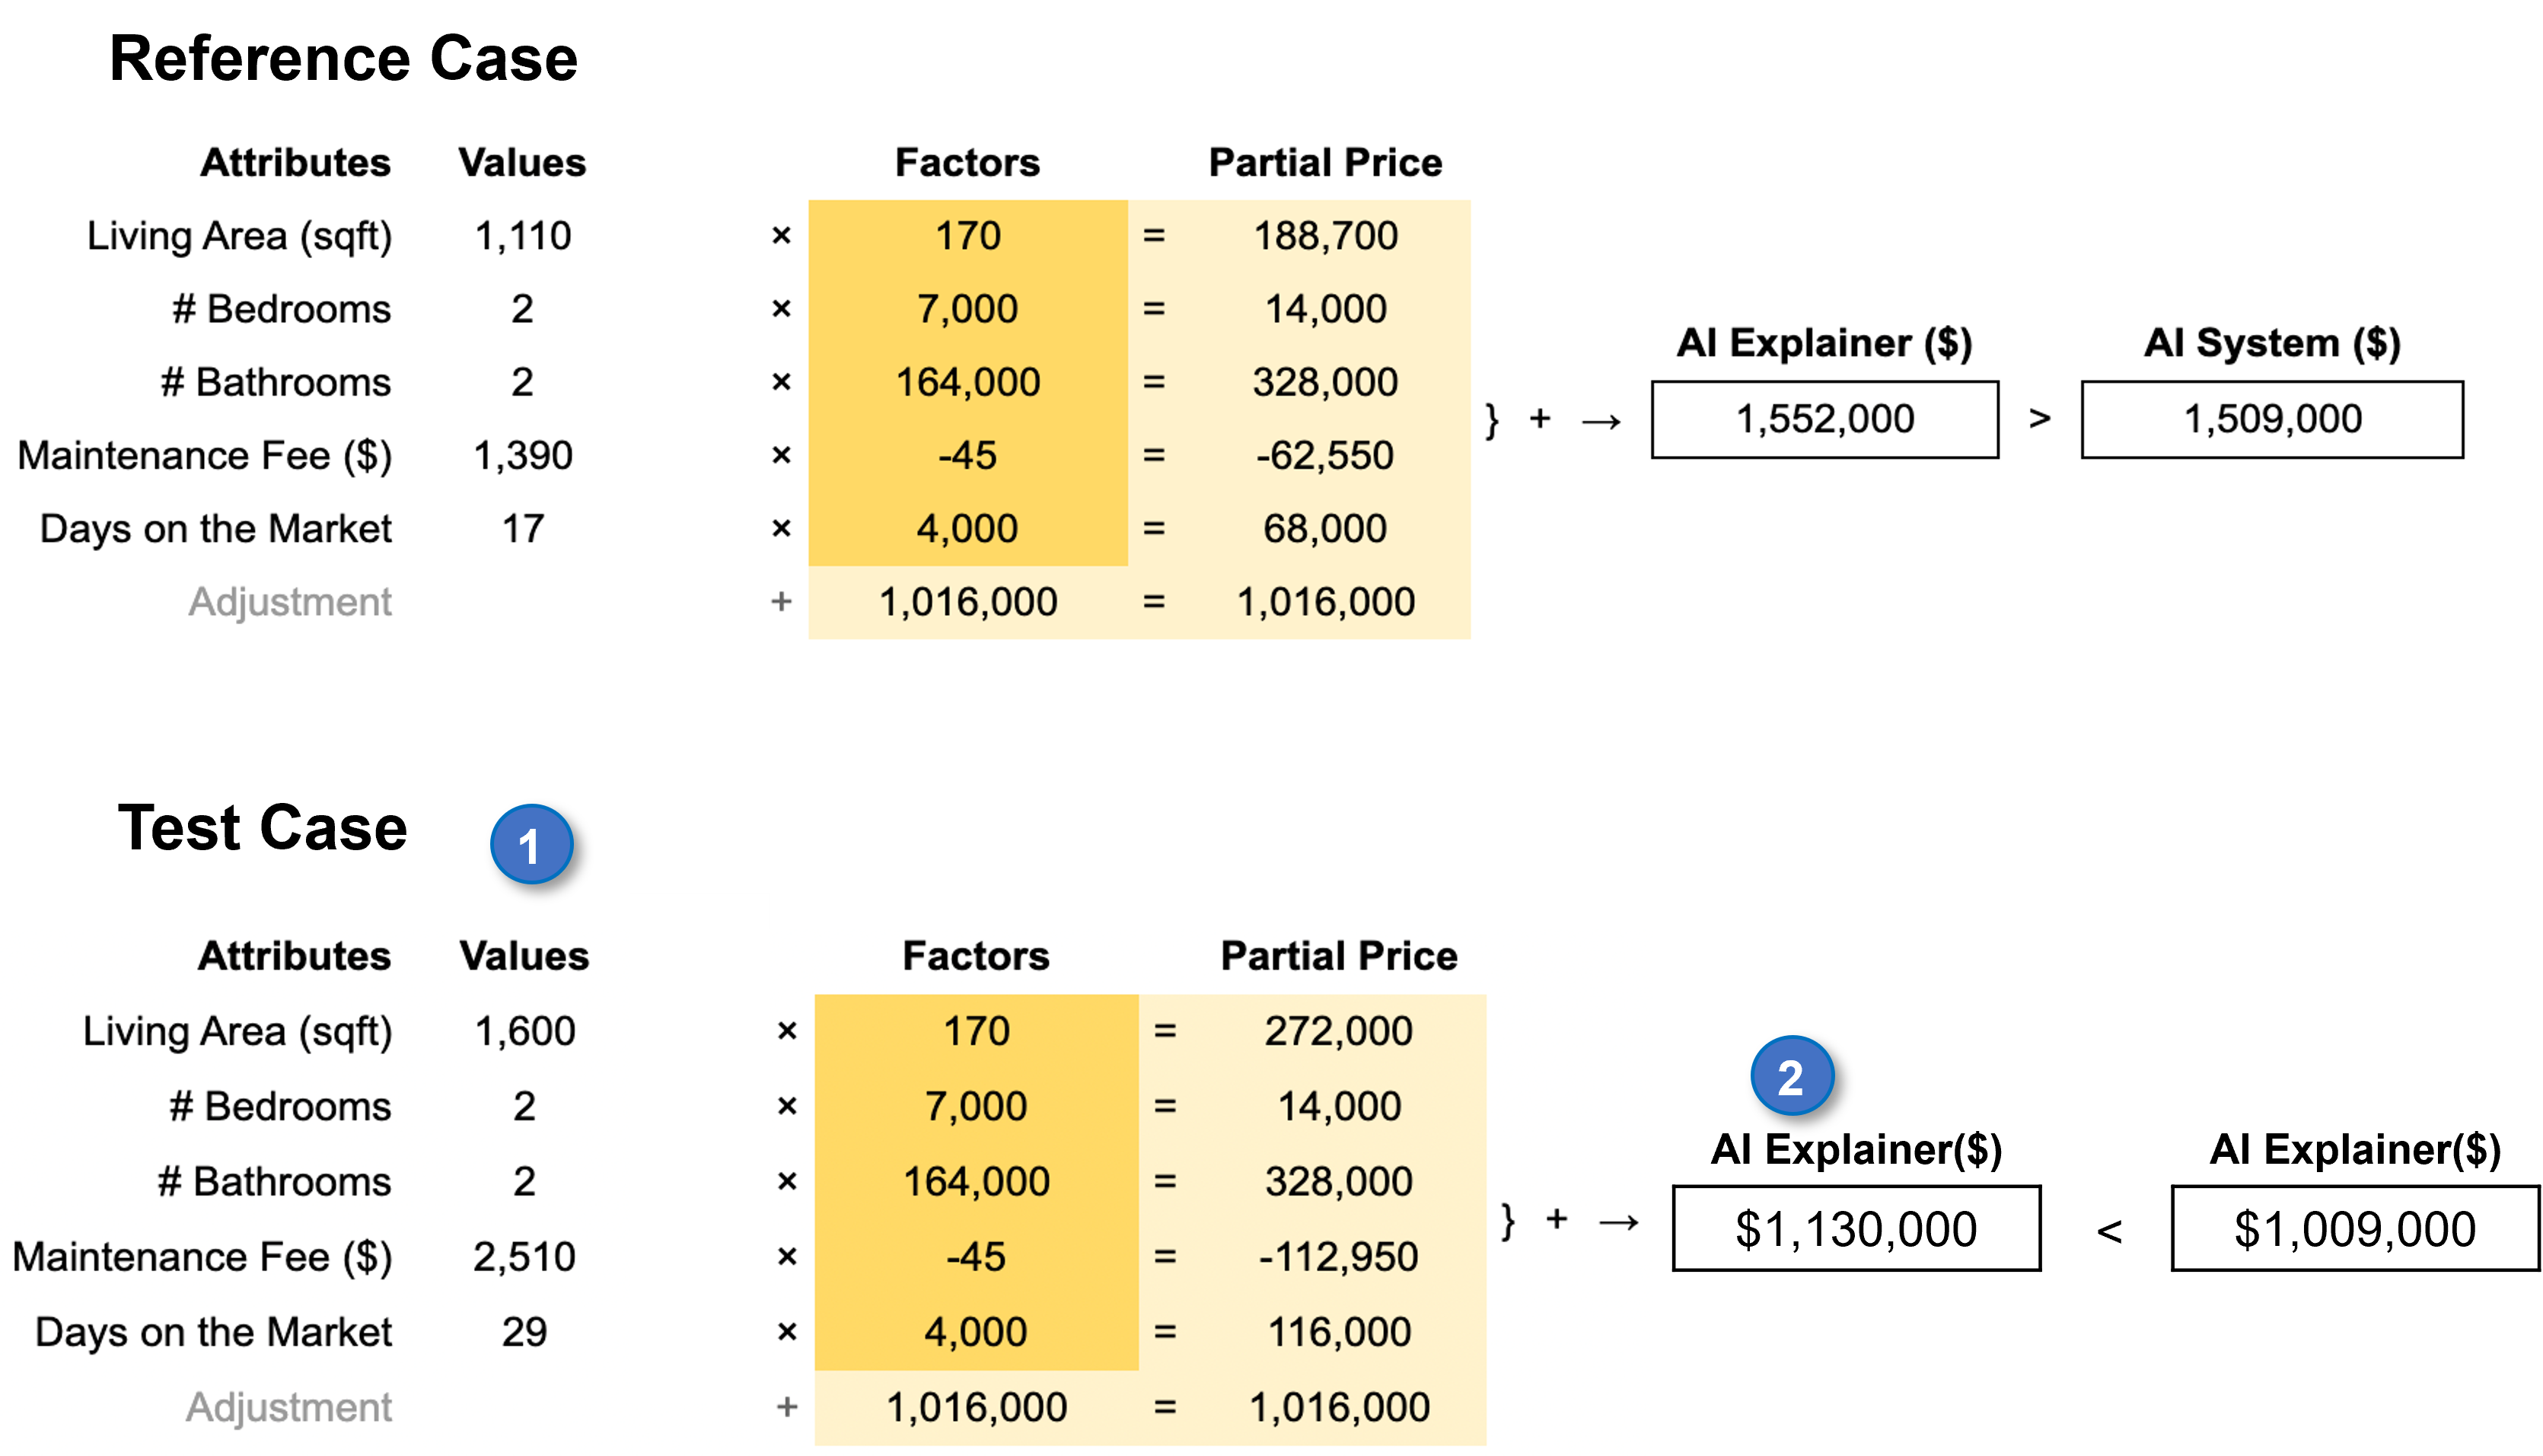 Reference Case
Attributes Values Factors Partial Price
Living Area (sqft) 1,110 × 170 = 188,700
# Bedrooms 2 × 7,000 = 14,000
# Bathrooms 2 × 164,000 = 328,000
Maintenance Fee ($) 1,390 × -45 = -62,550
Days on the Market 17 × 4,000 = 68,000
Adjustment + 1,016,000 = 1,016,000
AI Explainer ($) AI System ($)
} + → 1,552,000 > 1,509,000
Test Case 1
Attributes Values Factors Partial Price
Living Area (sqft) 1,600 × 170 = 272,000
# Bedrooms 2 × 7,000 = 14,000
# Bathrooms 2 × 164,000 = 328,000
Maintenance Fee ($) 2,510 × -45 = -112,950
Days on the Market 29 × 4,000 = 116,000
Adjustment + 1,016,000 = 1,016,000
2
AI Explainer($) AI Explainer($)
} + → $1,130,000 < $1,009,000